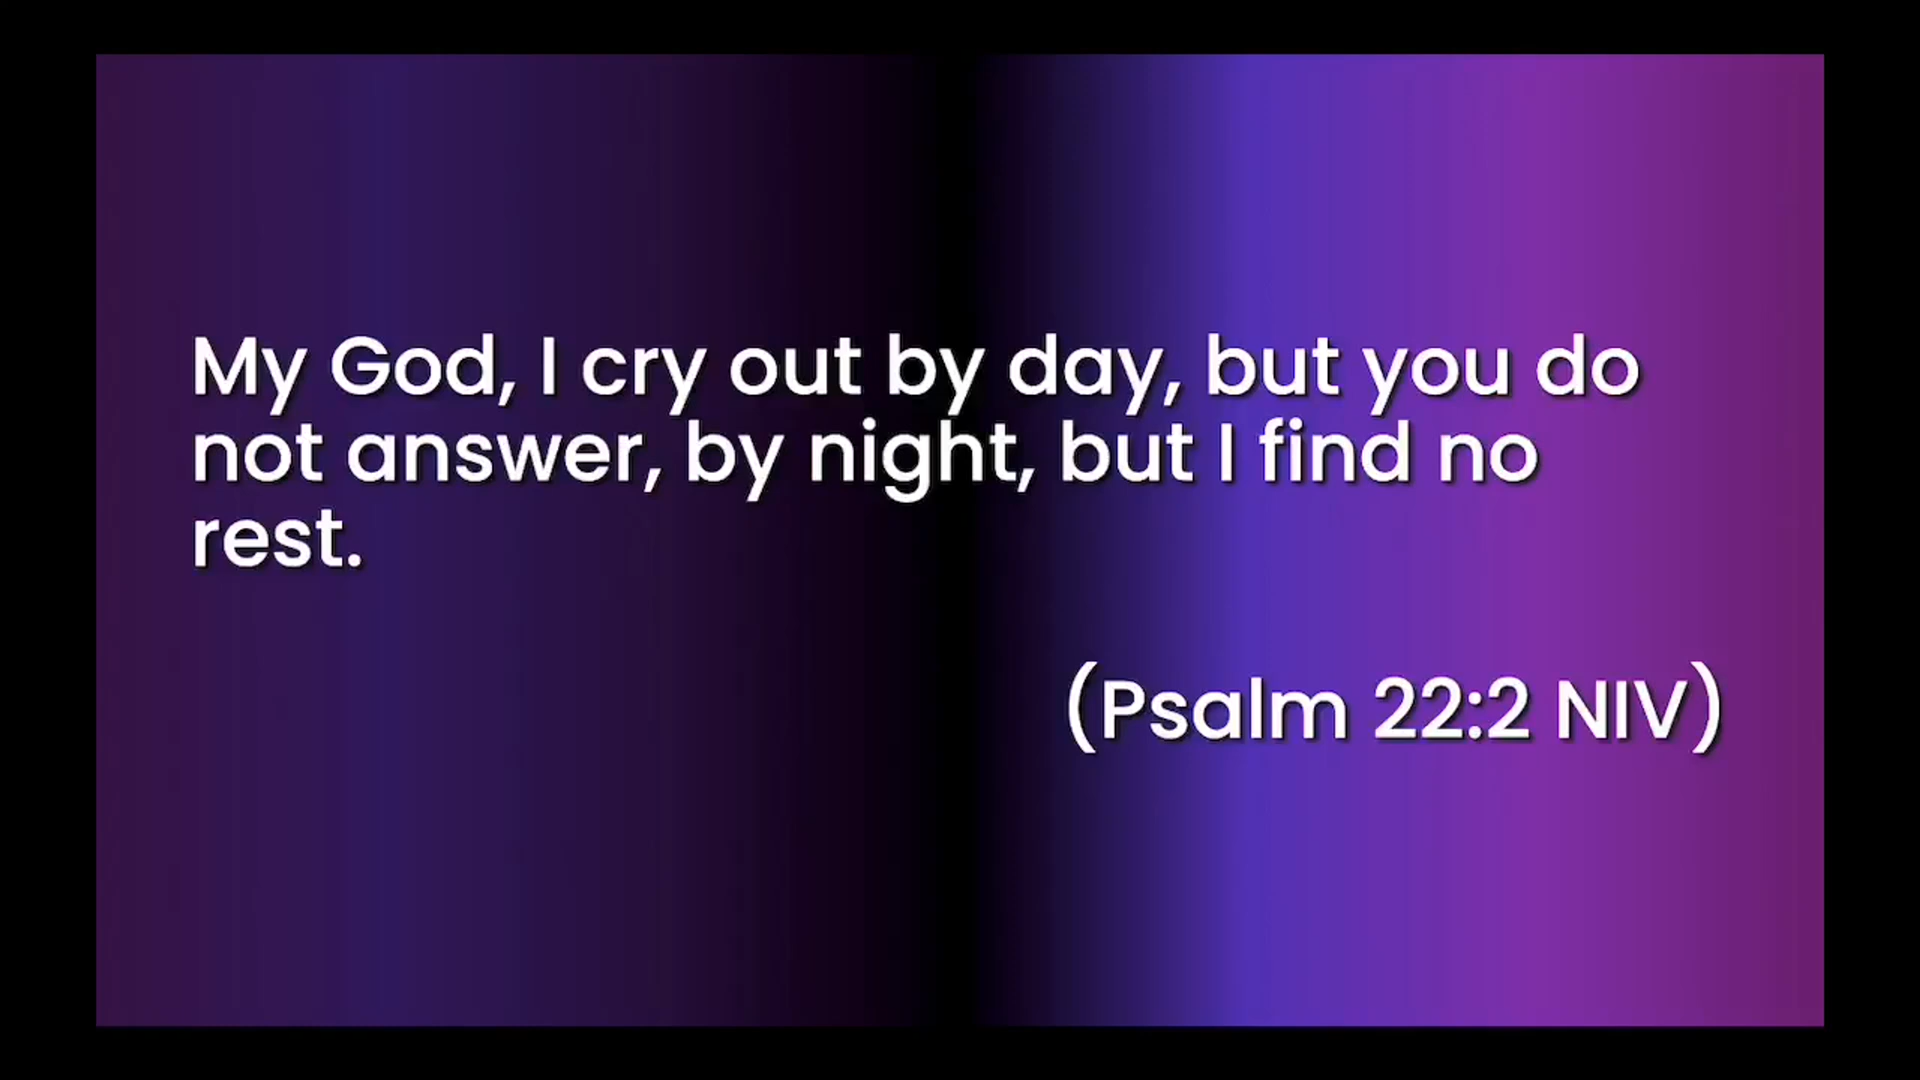 My God, I cry out by day, but you do
not answer, by night, but I find no
rest.
(Psalm 22:2 NIV)